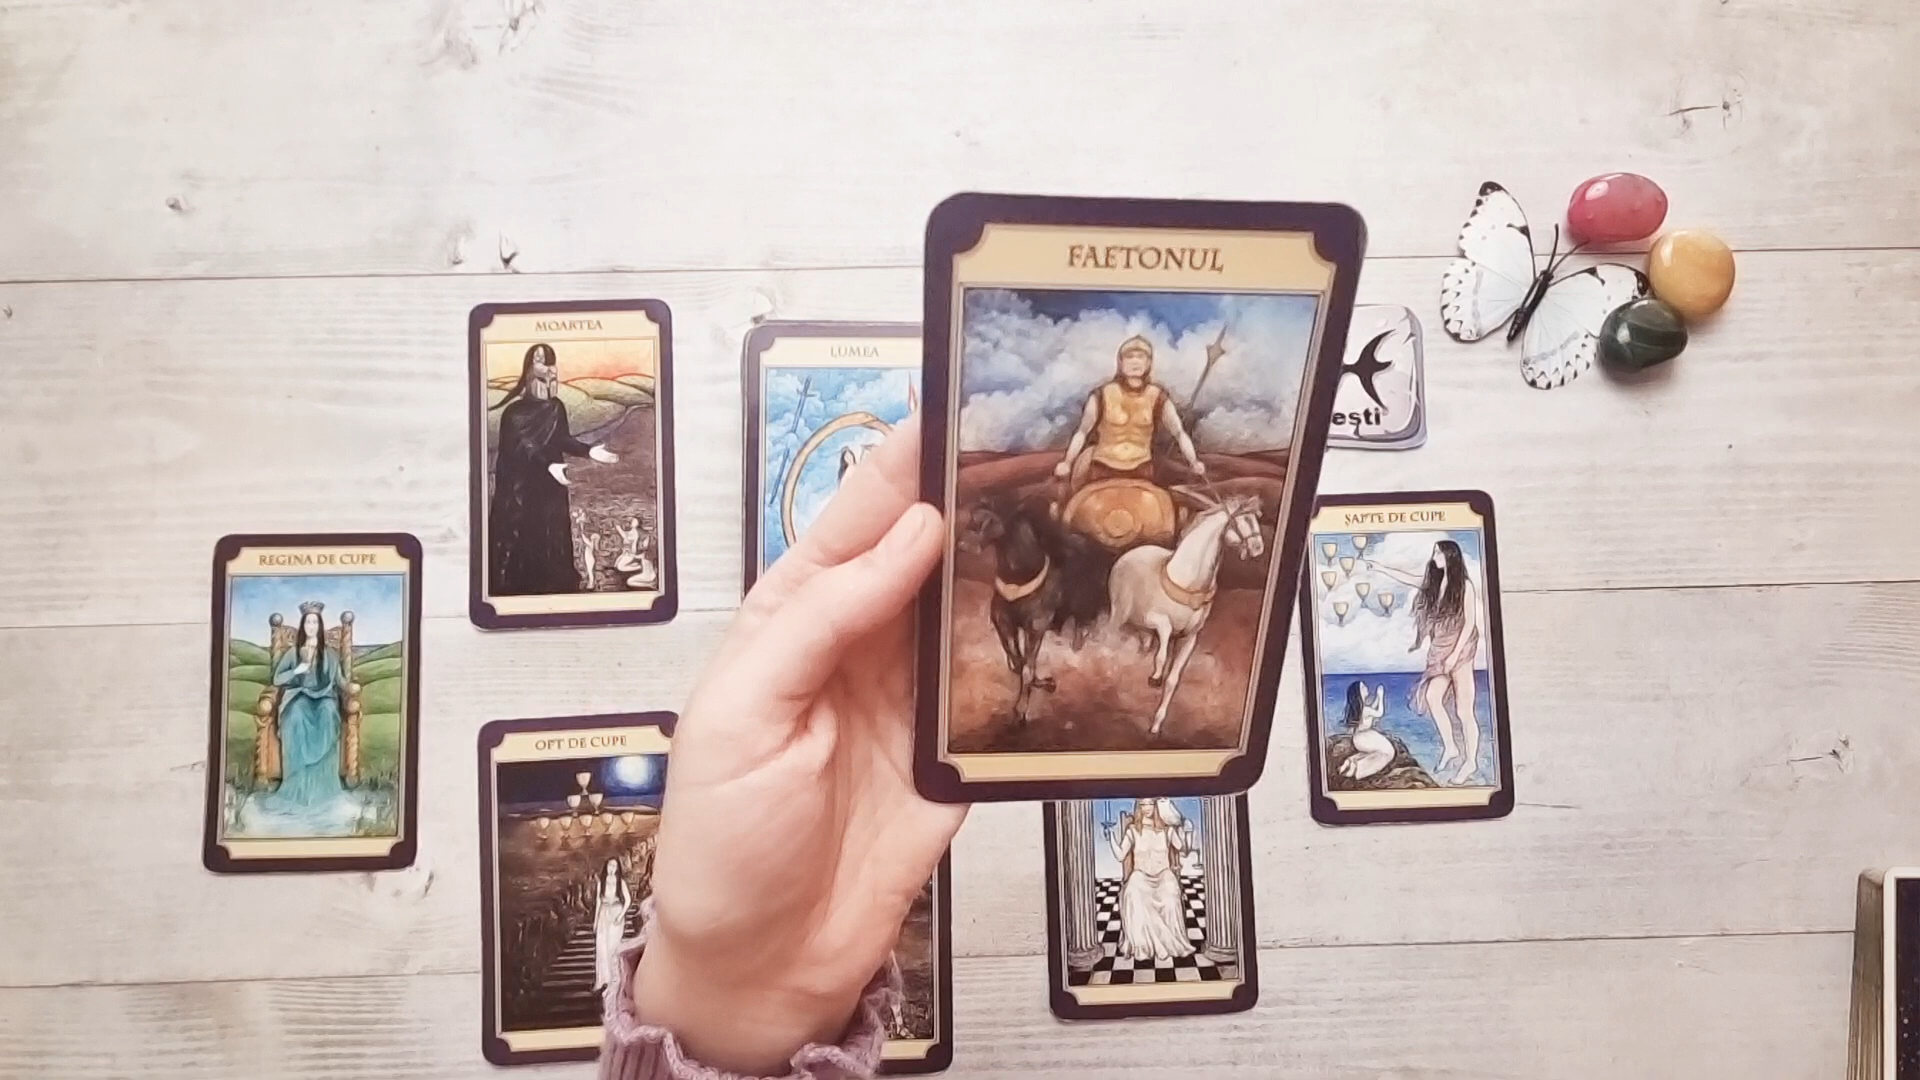 FAETONUL
MOARTEA
LUMEA
ești
ȘAPTE DE CUPE
REGINA DE CUPE
OPT DE CUPE